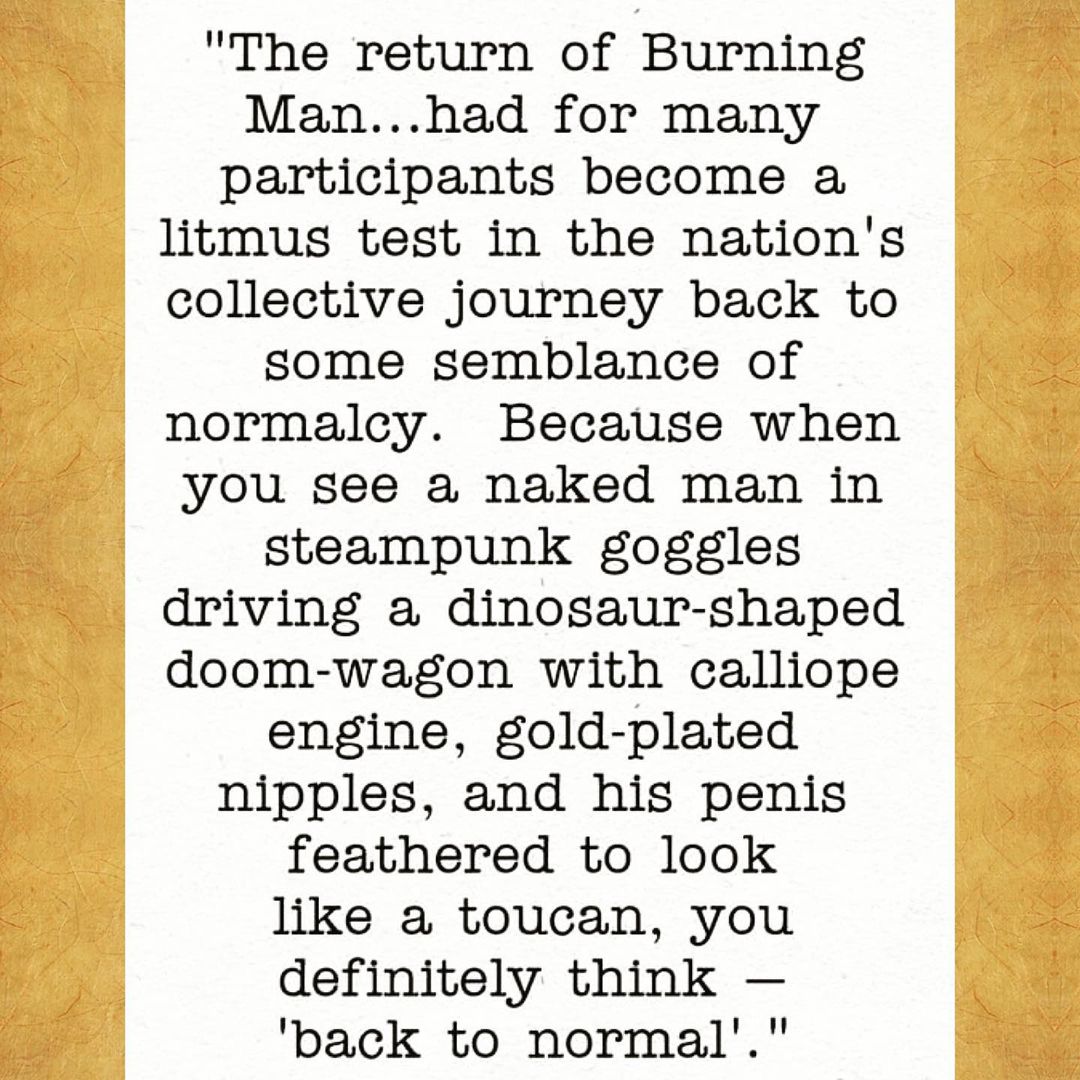 "The return of Burning
Man...had for many
participants become a
litmus test in the nation's
collective journey back to
some semblance of
normalcy.  Because when
you see a naked man in
steampunk goggles
driving a dinosaur-shaped
doom-wagon with calliope
engine, gold-plated
nipples, and his penis
feathered to look
like a toucan, you
definitely think —
'back to normal'."